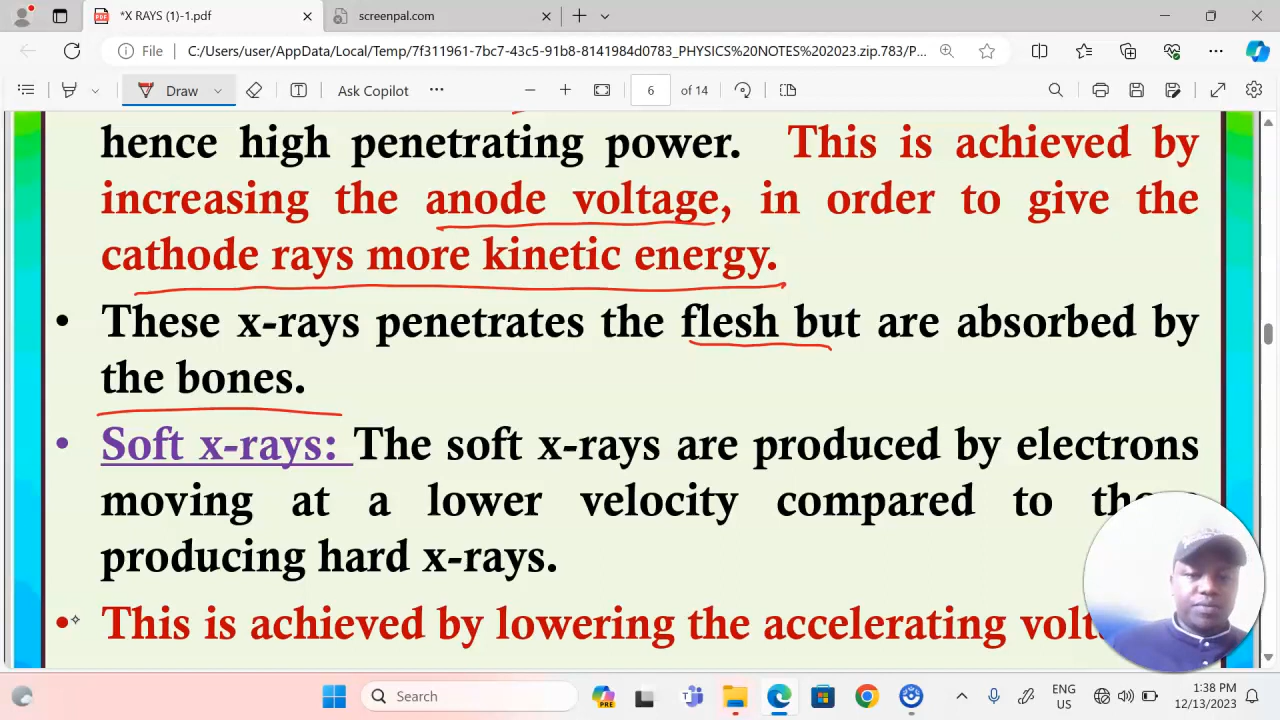 *X RAYS (1)-1.pdf
screenpal.com
File
C:/Users/user/AppData/Local/Temp/7f311961-7bc7-43c5-91b8-8141984d0783_PHYSICS%20NOTES%202023.zip.783/P...
Draw
Ask Copilot
6 of 14
hence high penetrating power. This is achieved by
increasing the anode voltage, in order to give the
cathode rays more kinetic energy.
• These x-rays penetrates the flesh but are absorbed by
the bones.
• Soft x-rays: The soft x-rays are produced by electrons
moving at a lower velocity compared to
producing hard x-rays.
• This is achieved by lowering the accelerating
Search
PRE
ENG
US
1:38 PM
12/13/2023